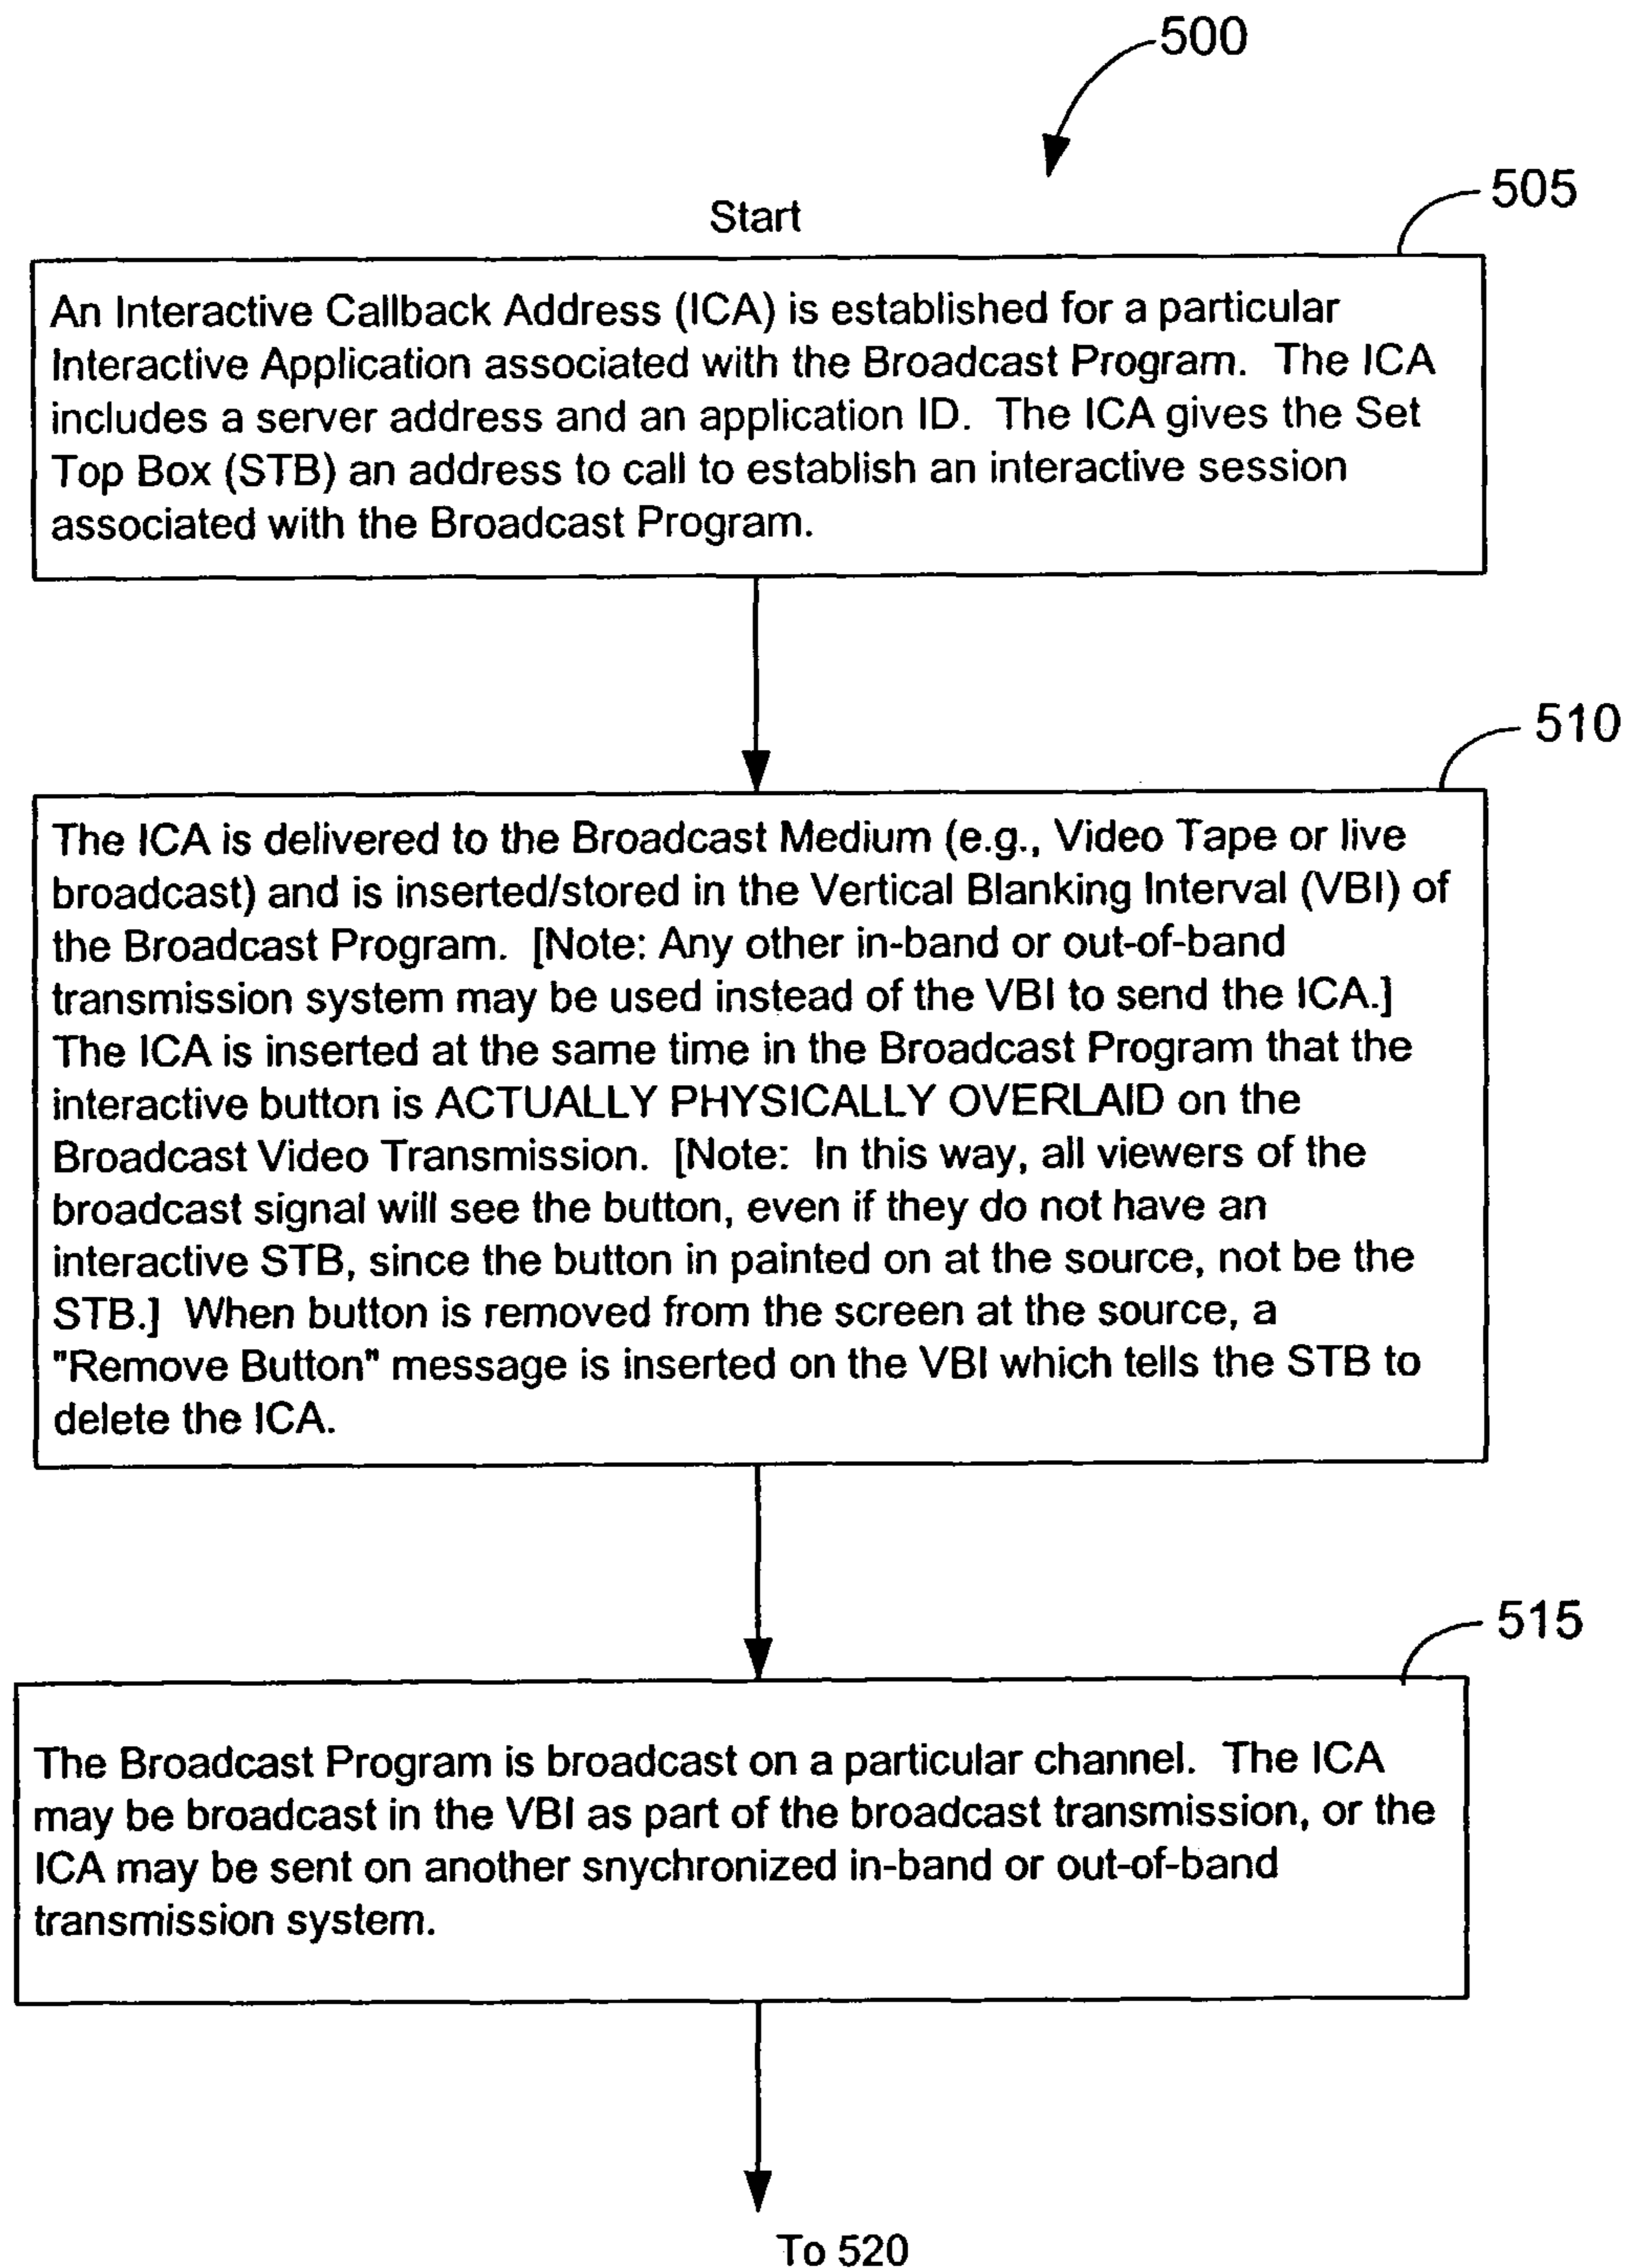 500
505
Start
An Interactive Callback Address (ICA) is established for a particular
Interactive Application associated with the Broadcast Program. The ICA
includes a server address and an application ID. The ICA gives the Set
Top Box (STB) an address to call to establish an interactive session
associated with the Broadcast Program.
510
The ICA is delivered to the Broadcast Medium (e.g., Video Tape or live
broadcast) and is inserted/stored in the Vertical Blanking Interval (VBI) of
the Broadcast Program. [Note: Any other in-band or out-of-band
transmission system may be used instead of the VBI to send the ICA.]
The ICA is inserted at the same time in the Broadcast Program that the
interactive button is ACTUALLY PHYSICALLY OVERLAID on the
Broadcast Video Transmission. [Note: In this way, all viewers of the
broadcast signal will see the button, even if they do not have an
interactive STB, since the button in painted on at the source, not be the
STB.] When button is removed from the screen at the source, a
"Remove Button" message is inserted on the VBI which tells the STB to
delete the ICA.
515
The Broadcast Program is broadcast on a particular channel. The ICA
may be broadcast in the VBI as part of the broadcast transmission, or the
ICA may be sent on another snychronized in-band or out-of-band
transmission system.
To 520